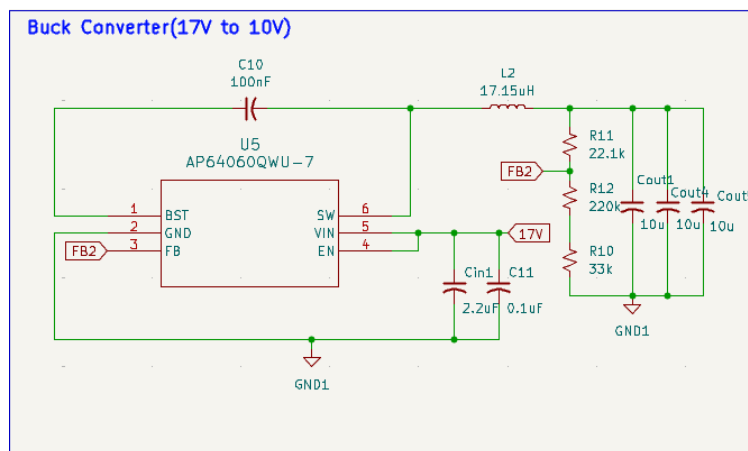 Buck Converter(17V to 10V)
C10
100nF
L2
17.15uH
U5
AP64060QWU-7
R11
22.1k
FB2
R12
220k
Cout1
Cout4
Cout
10u
10u
10u
R10
33k
GND1
1
BST
2
GND
FB2
3
FB
SW
6
VIN
5
EN
4
17V
Cin1
C11
2.2uF
0.1uF
GND1